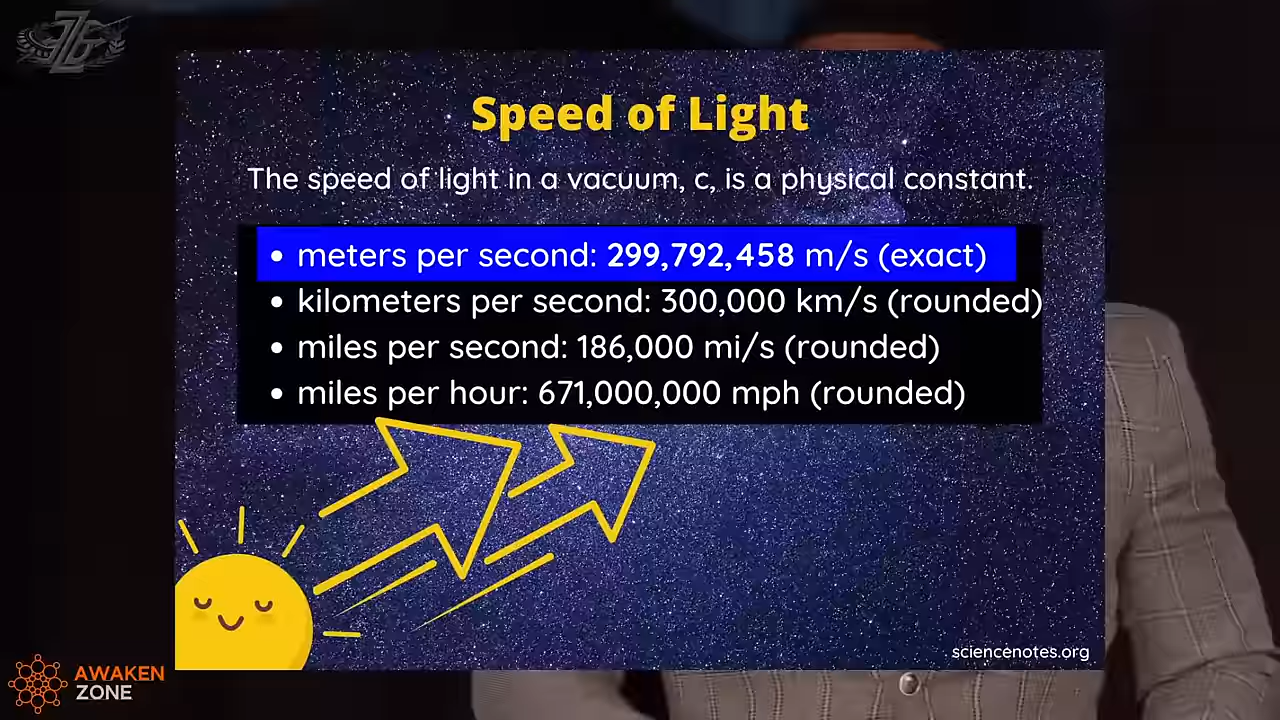 Speed of Light
The speed of light in a vacuum, c, is a physical constant.
• meters per second: 299,792,458 m/s (exact)
• kilometers per second: 300,000 km/s (rounded)
• miles per second: 186,000 mi/s (rounded)
• miles per hour: 671,000,000 mph (rounded)
sciencenotes.org
AWAKEN
ZONE